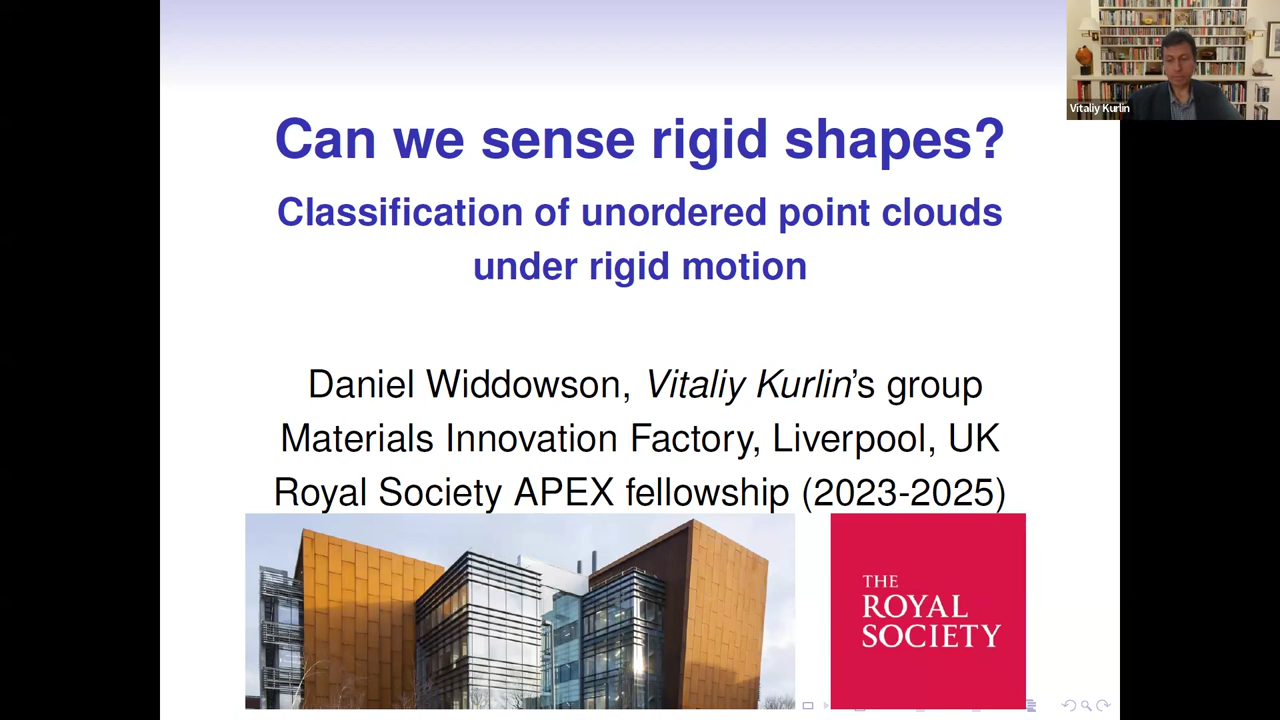 Can we sense rigid shapes?
Classification of unordered point clouds
under rigid motion
Daniel Widdowson, Vitaliy Kurlin's group
Materials Innovation Factory, Liverpool, UK
Royal Society APEX fellowship (2023-2025)
THE
ROYAL
SOCIETY
Vitaliy Kurlin